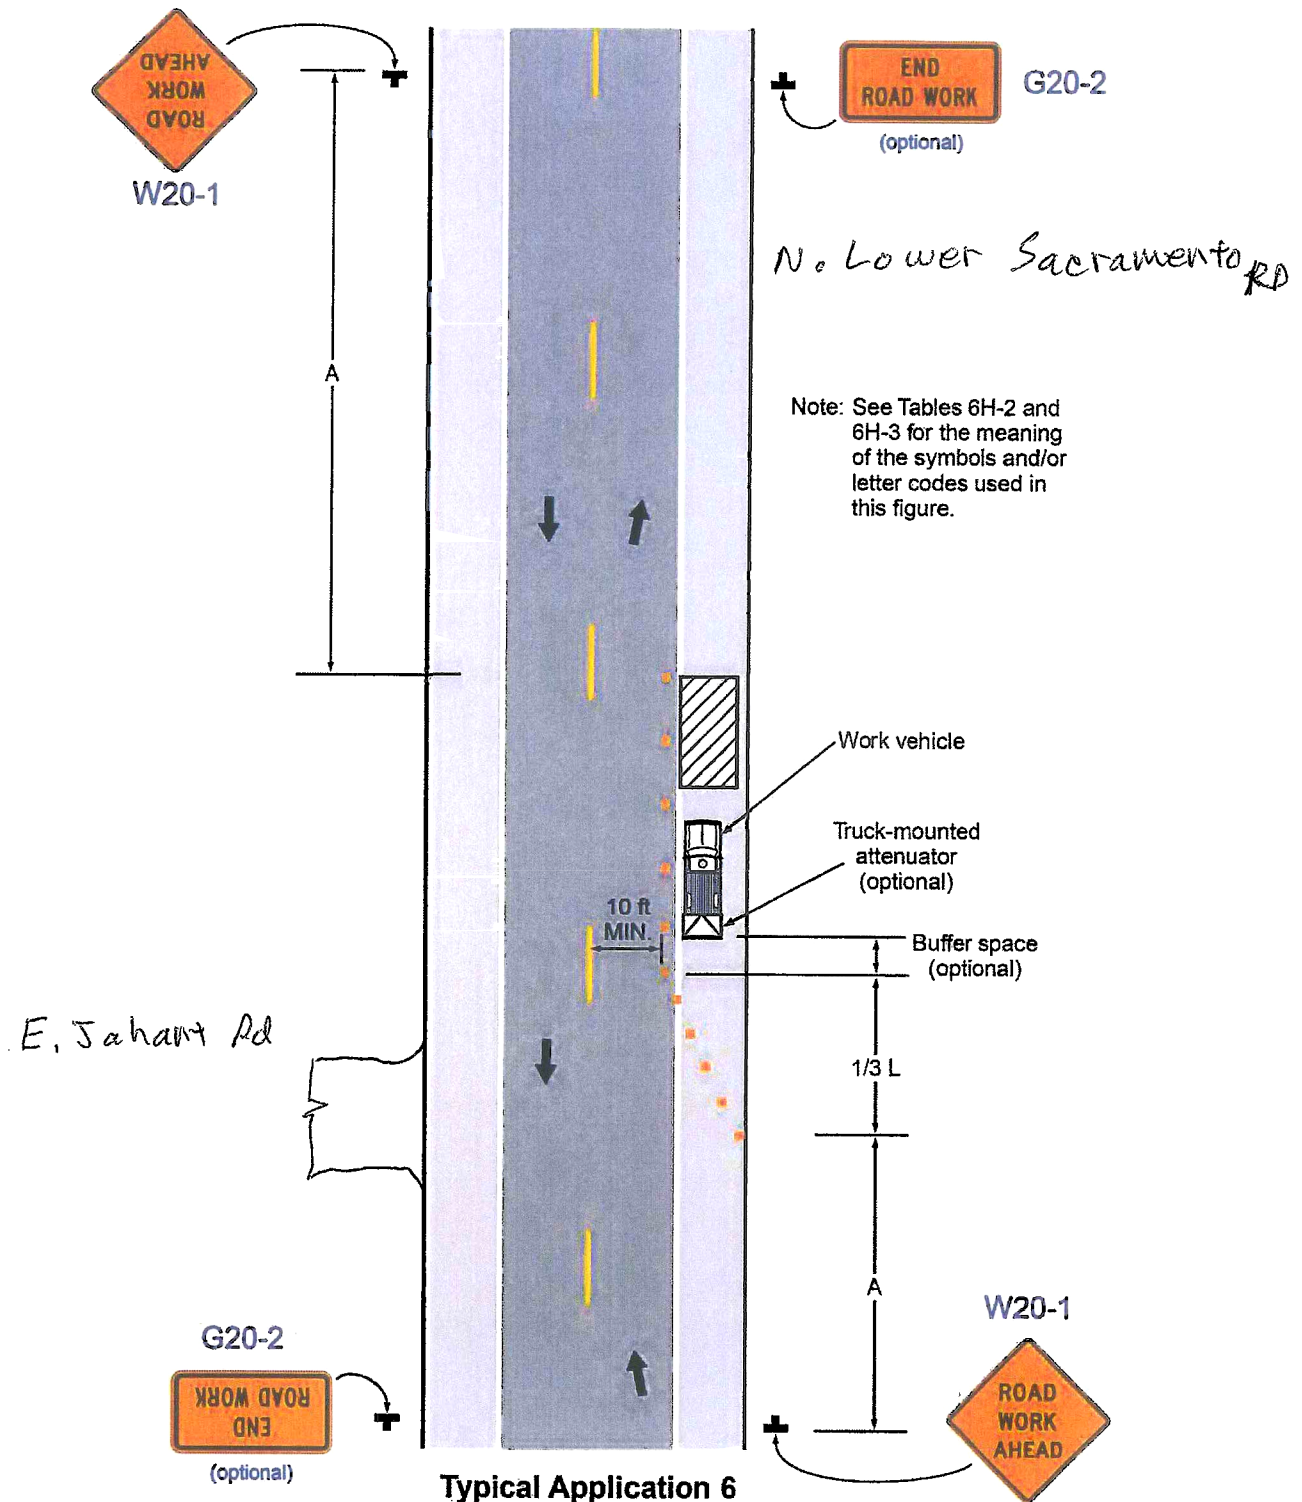 ROAD
WORK
AHEAD
W20-1
END
ROAD WORK
(optional)
G20-2
N. Lower Sacramento RD
A
Note: See Tables 6H-2 and
6H-3 for the meaning
of the symbols and/or
letter codes used in
this figure.
Work vehicle
Truck-mounted
attenuator
(optional)
10 ft
MIN.
Buffer space
(optional)
E. Jahant Rd
1/3 L
A
G20-2
END
ROAD WORK
(optional)
W20-1
ROAD
WORK
AHEAD
Typical Application 6